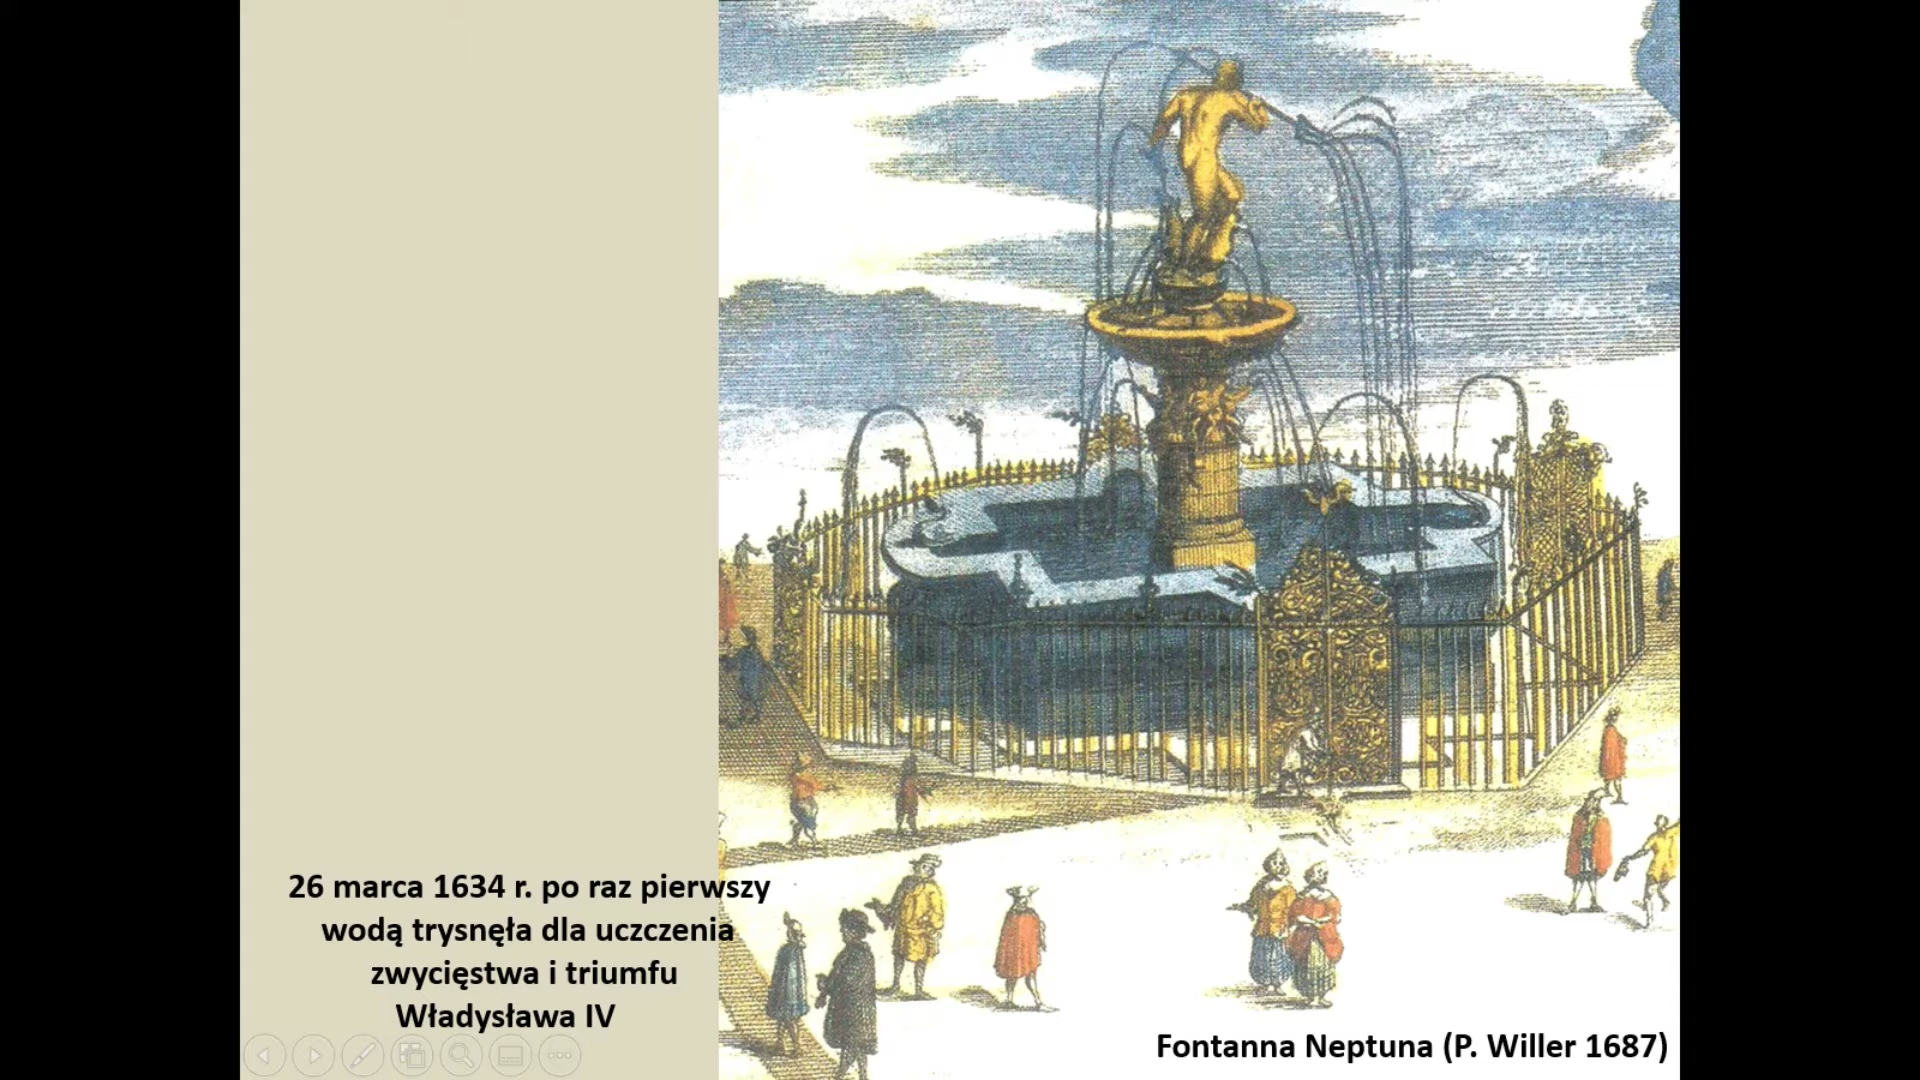 26 marca 1634 r. po raz pierwszy
wodą trysnęła dla uczczenia
zwycięstwa i triumfu
Władysława IV
Fontanna Neptuna (P. Willer 1687)